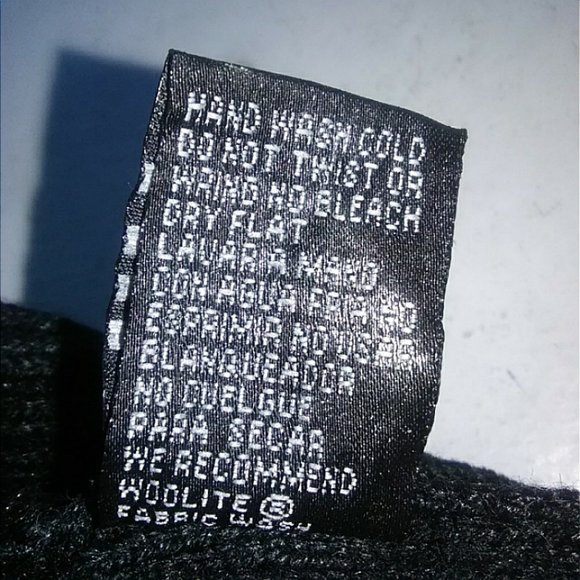 HAND WASH COLD
DO NOT TWIST OR
WRING NO BLEACH
DRY FLAT
LAVAR A MANO
CON AGUA FRIA NO
EXPRIMIR NO USAR
BLANQUEADOR
NO CUELGUE
PARA SECAR
WE RECOMMEND
WOOLITE ®
FABRIC WASH